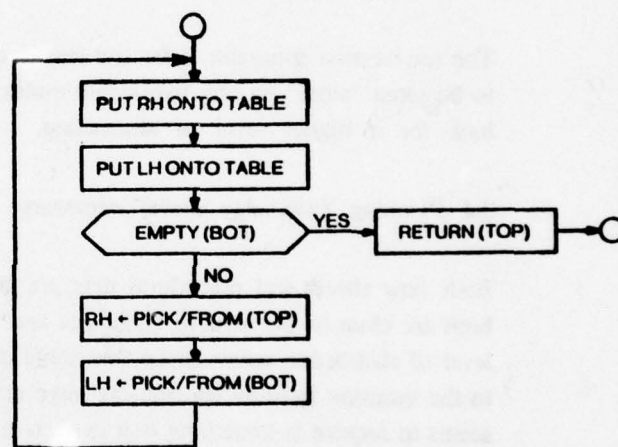 PUT RH ONTO TABLE
PUT LH ONTO TABLE
EMPTY (BOT)
YES
RETURN (TOP)
NO
RH ← PICK/FROM (TOP)
LH ← PICK/FROM (BOT)